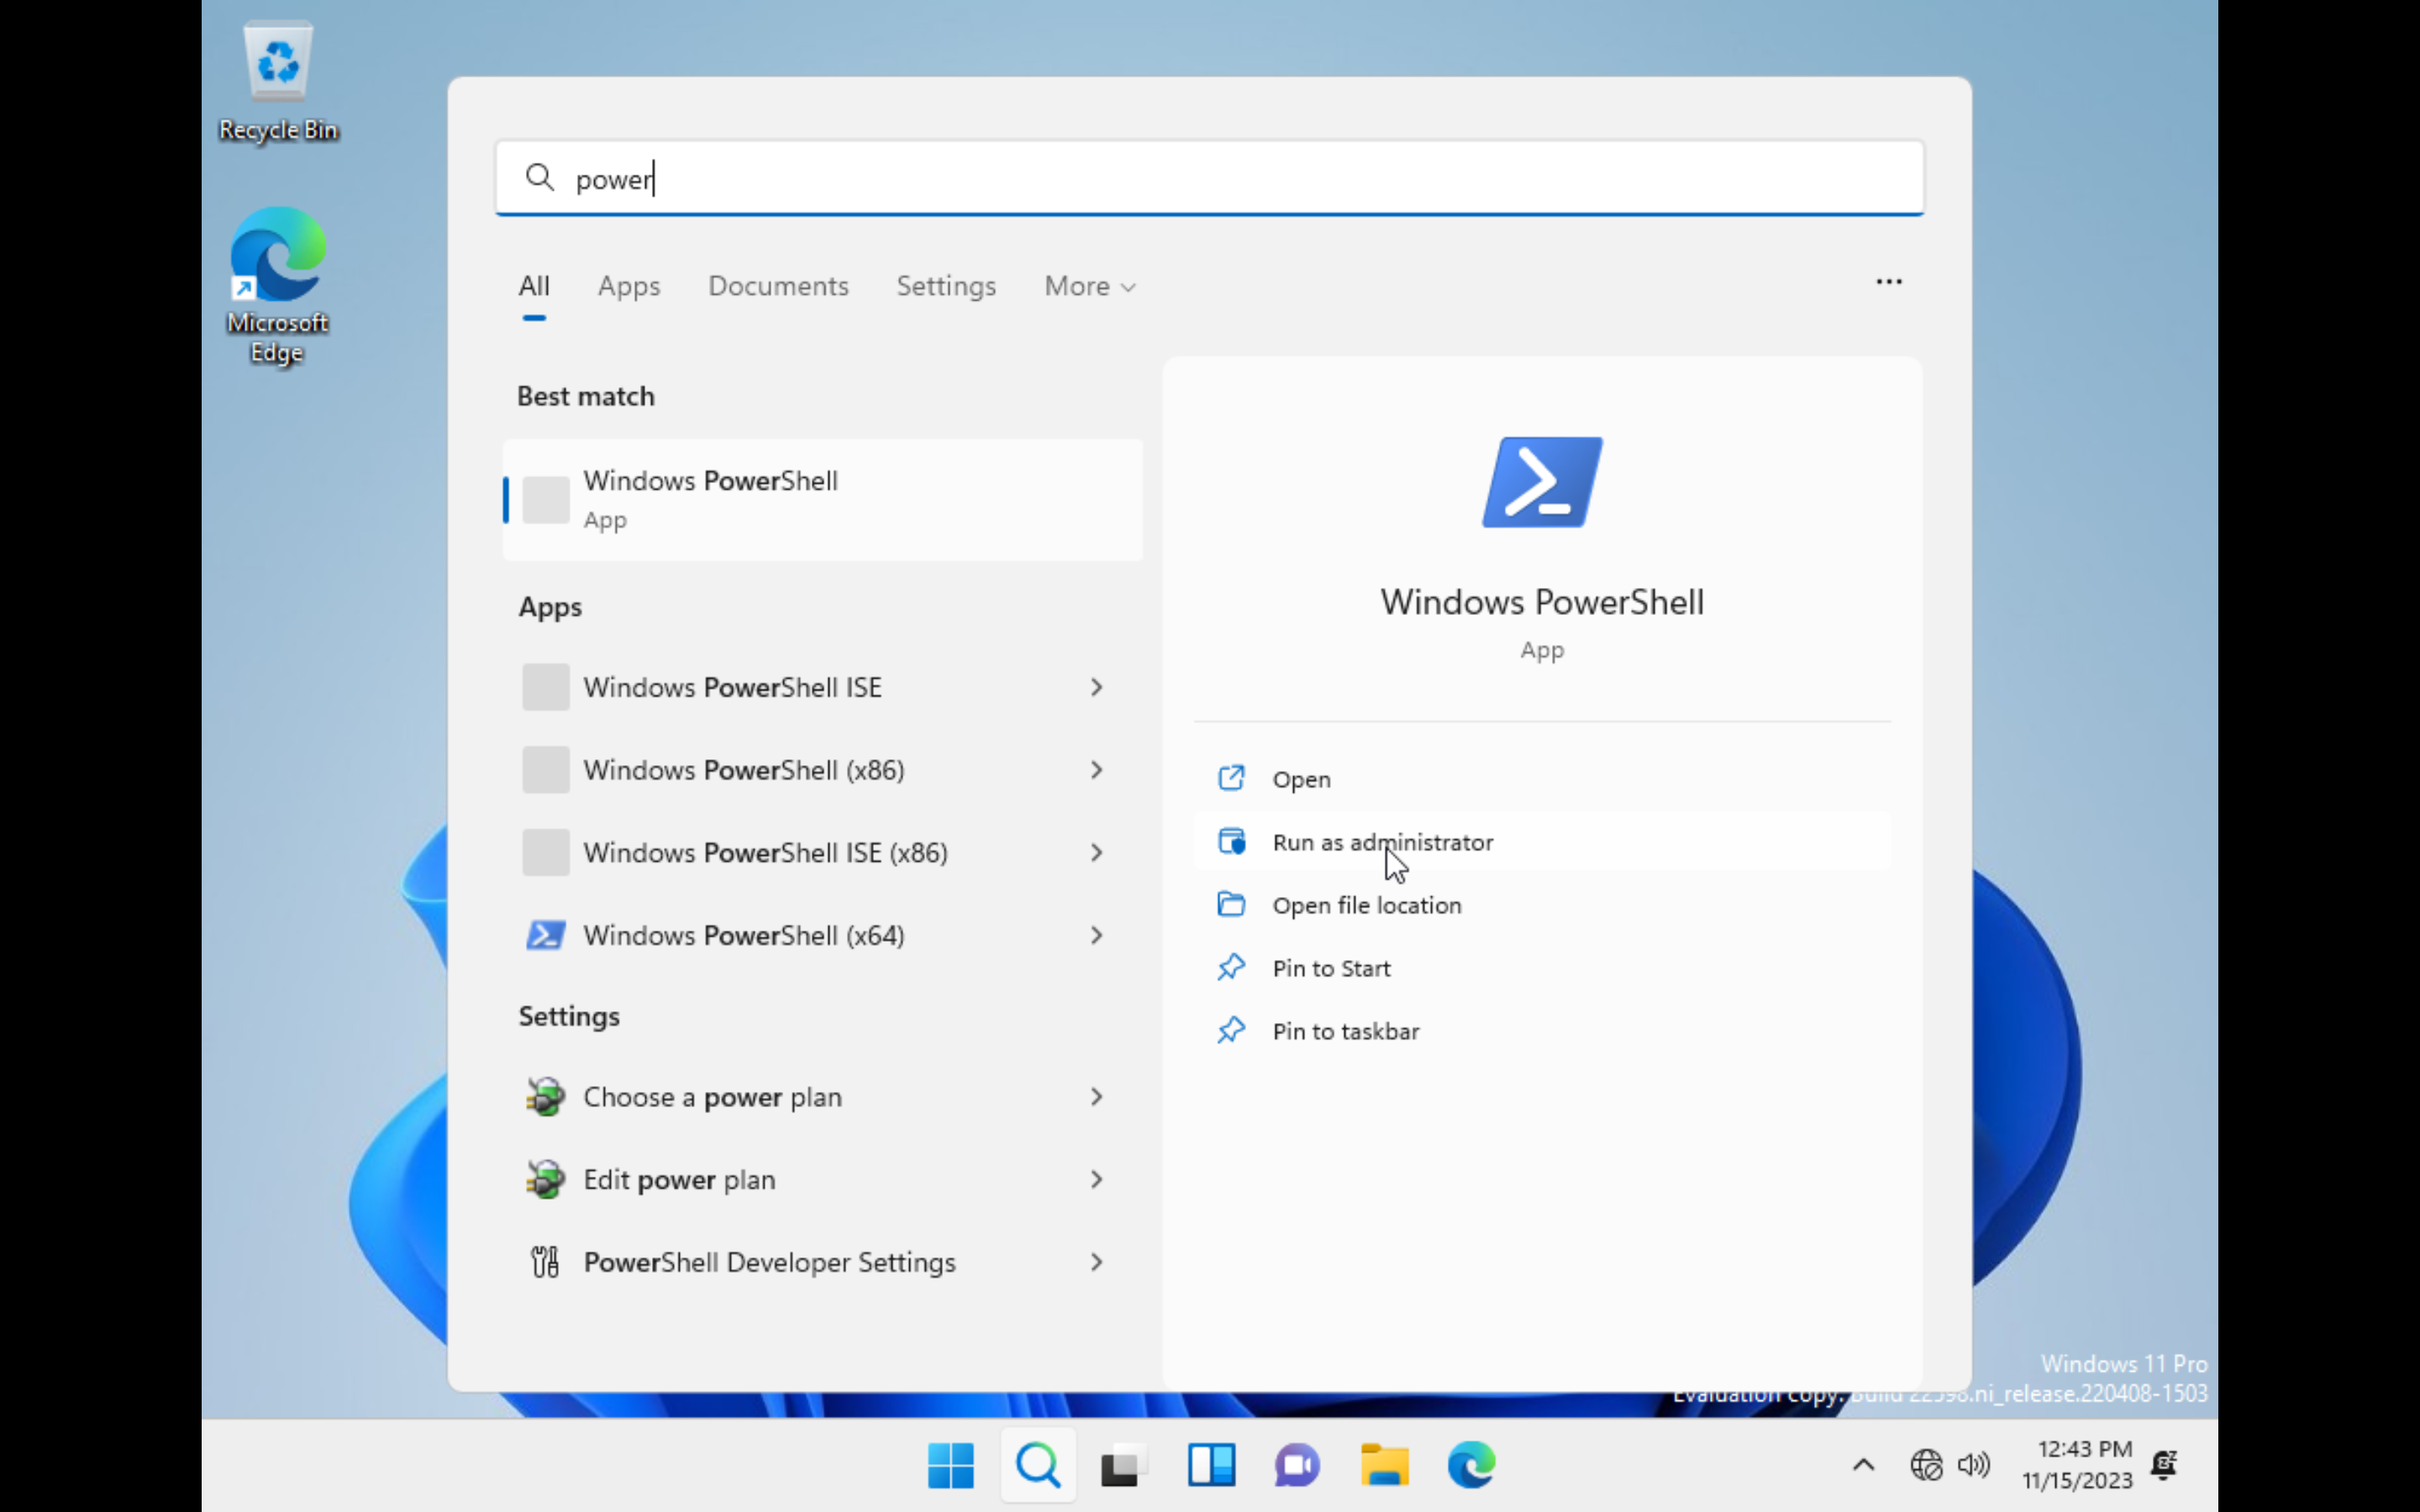 Recycle Bin
Microsoft
Edge
power
All Apps Documents Settings More
Best match
Windows PowerShell
App
Apps
Windows PowerShell ISE
Windows PowerShell (x86)
Windows PowerShell ISE (x86)
Windows PowerShell (x64)
Settings
Choose a power plan
Edit power plan
PowerShell Developer Settings
Windows PowerShell
App
Open
Run as administrator
Open file location
Pin to Start
Pin to taskbar
Windows 11 Pro
Evaluation copy. Build 22598.ni_release.220408-1503
12:43 PM
11/15/2023